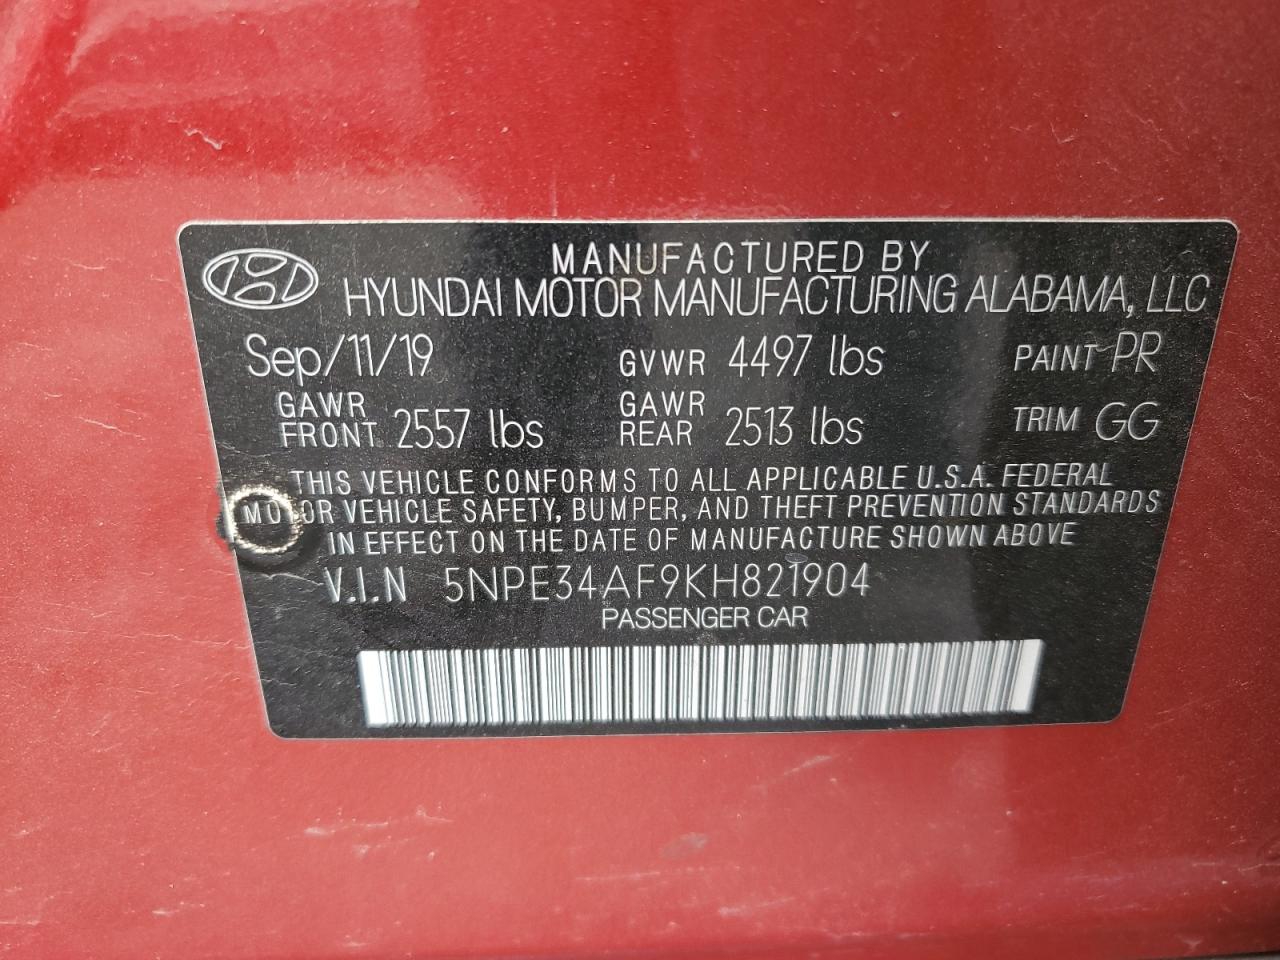 MANUFACTURED BY
HYUNDAI MOTOR MANUFACTURING ALABAMA, LLC
Sep/11/19 GVWR 4497 lbs PAINT PR
GAWR FRONT 2557 lbs GAWR REAR 2513 lbs TRIM GG
THIS VEHICLE CONFORMS TO ALL APPLICABLE U.S.A. FEDERAL
MOTOR VEHICLE SAFETY, BUMPER, AND THEFT PREVENTION STANDARDS
IN EFFECT ON THE DATE OF MANUFACTURE SHOWN ABOVE
V.I.N 5NPE34AF9KH821904
PASSENGER CAR